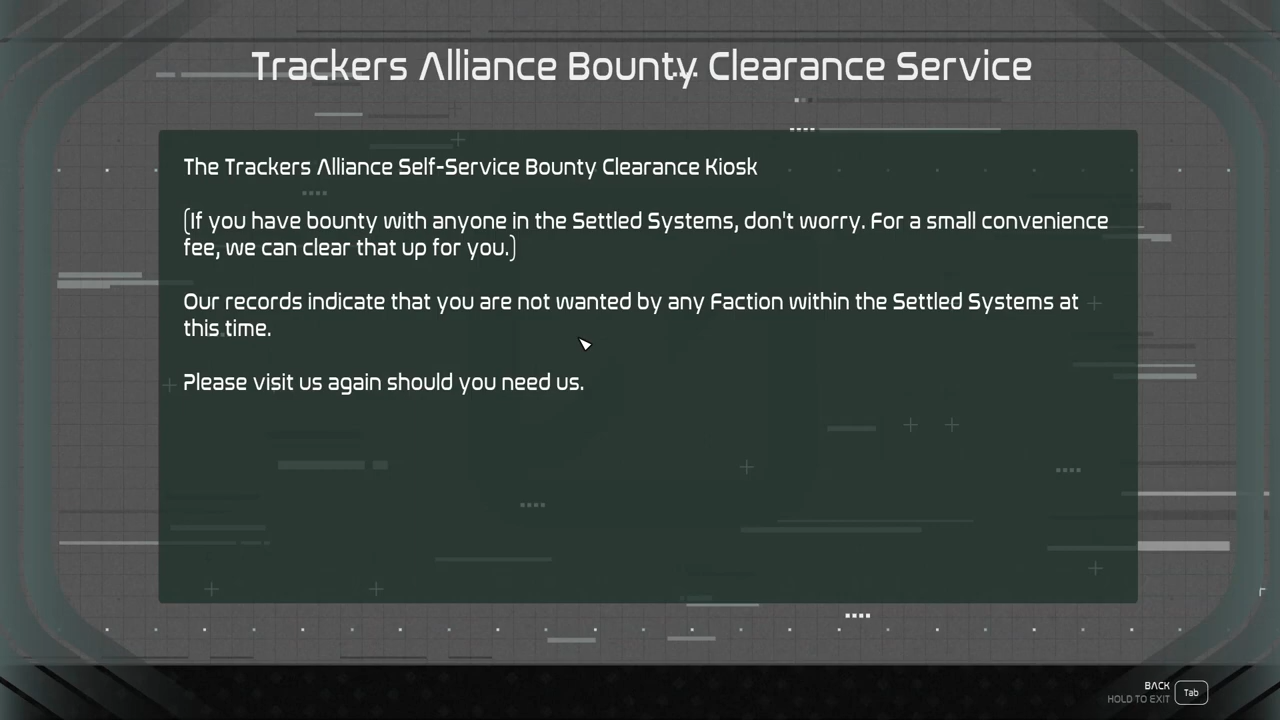 Trackers Alliance Bounty Clearance Service
The Trackers Alliance Self-Service Bounty Clearance Kiosk
(If you have bounty with anyone in the Settled Systems, don't worry. For a small convenience
fee, we can clear that up for you.)
Our records indicate that you are not wanted by any Faction within the Settled Systems at
this time.
Please visit us again should you need us.
BACK
HOLD TO EXIT
Tab